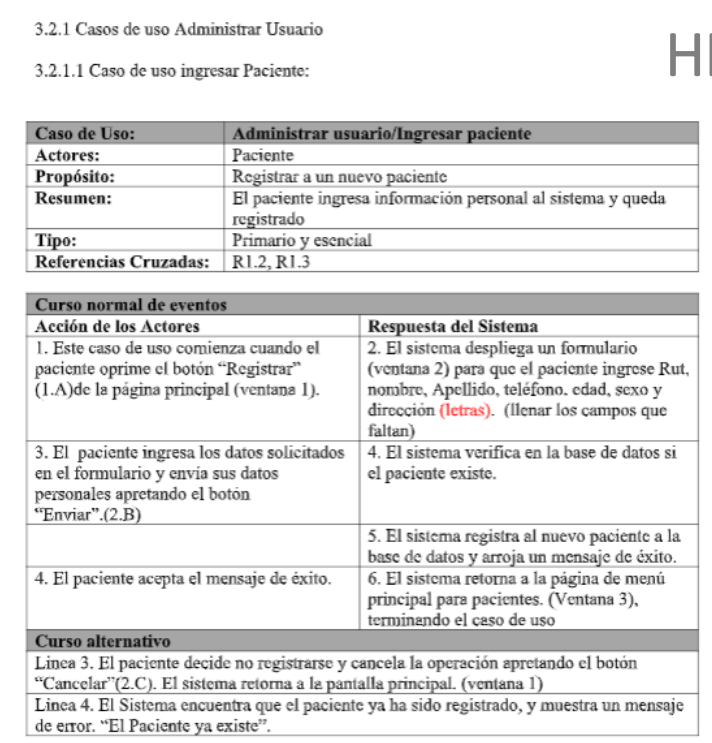 3.2.1 Casos de uso Administrar Usuario
H
3.2.1.1 Caso de uso ingresar Paciente:
Caso de Uso: Administrar usuario/Ingresar paciente
Actores: Paciente
Propósito: Registrar a un nuevo paciente
Resumen: El paciente ingresa información personal al sistema y queda
registrado
Tipo: Primario y esencial
Referencias Cruzadas: R1.2, R1.3
Curso normal de eventos
Acción de los Actores
Respuesta del Sistema
1. Este caso de uso comienza cuando el
paciente oprime el botón “Registrar”
(1.A)de la página principal (ventana 1).
2. El sistema despliega un formulario
(ventana 2) para que el paciente ingrese Rut,
nombre, Apellido, teléfono. edad, sexo y
dirección (letras). (llenar los campos que
faltan)
3. El paciente ingresa los datos solicitados
en el formulario y envía sus datos
personales apretando el botón
“Enviar”.(2.B)
4. El sistema verifica en la base de datos si
el paciente existe.
5. El sistema registra al nuevo paciente a la
base de datos y arroja un mensaje de éxito.
4. El paciente acepta el mensaje de éxito.
6. El sistema retorna a la página de menú
principal para pacientes. (Ventana 3),
terminando el caso de uso
Curso alternativo
Linea 3. El paciente decide no registrarse y cancela la operación apretando el botón
“Cancelar”(2.C). El sistema retorna a la pantalla principal. (ventana 1)
Linea 4. El Sistema encuentra que el paciente ya ha sido registrado, y muestra un mensaje
de error. “El Paciente ya existe”.